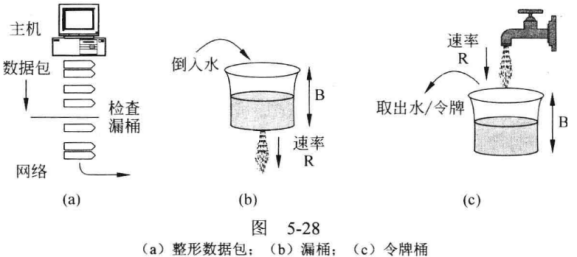 主机
数据包
检查
漏桶
网络
(a)
倒入水
B
速率
R
(b)
速率
R
取出水/令牌
B
(c)
图 5-28
(a) 整形数据包; (b) 漏桶; (c) 令牌桶